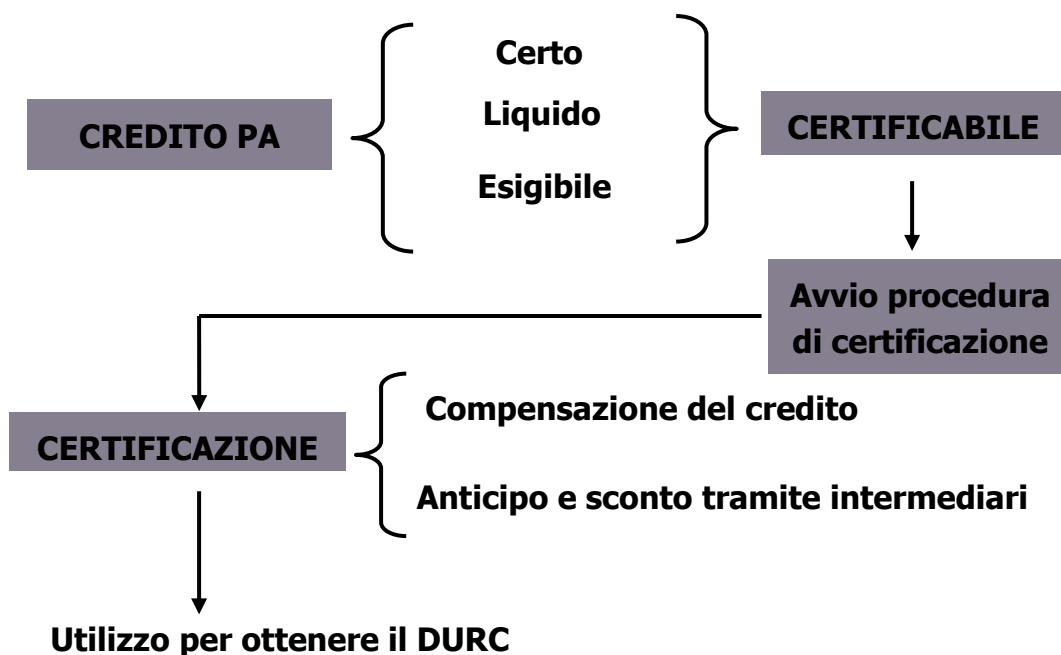 CREDITO PA
Certo
Liquido
Esigibile
CERTIFICABILE
Avvio procedura
di certificazione
CERTIFICAZIONE
Compensazione del credito
Anticipo e sconto tramite intermediari
Utilizzo per ottenere il DURC